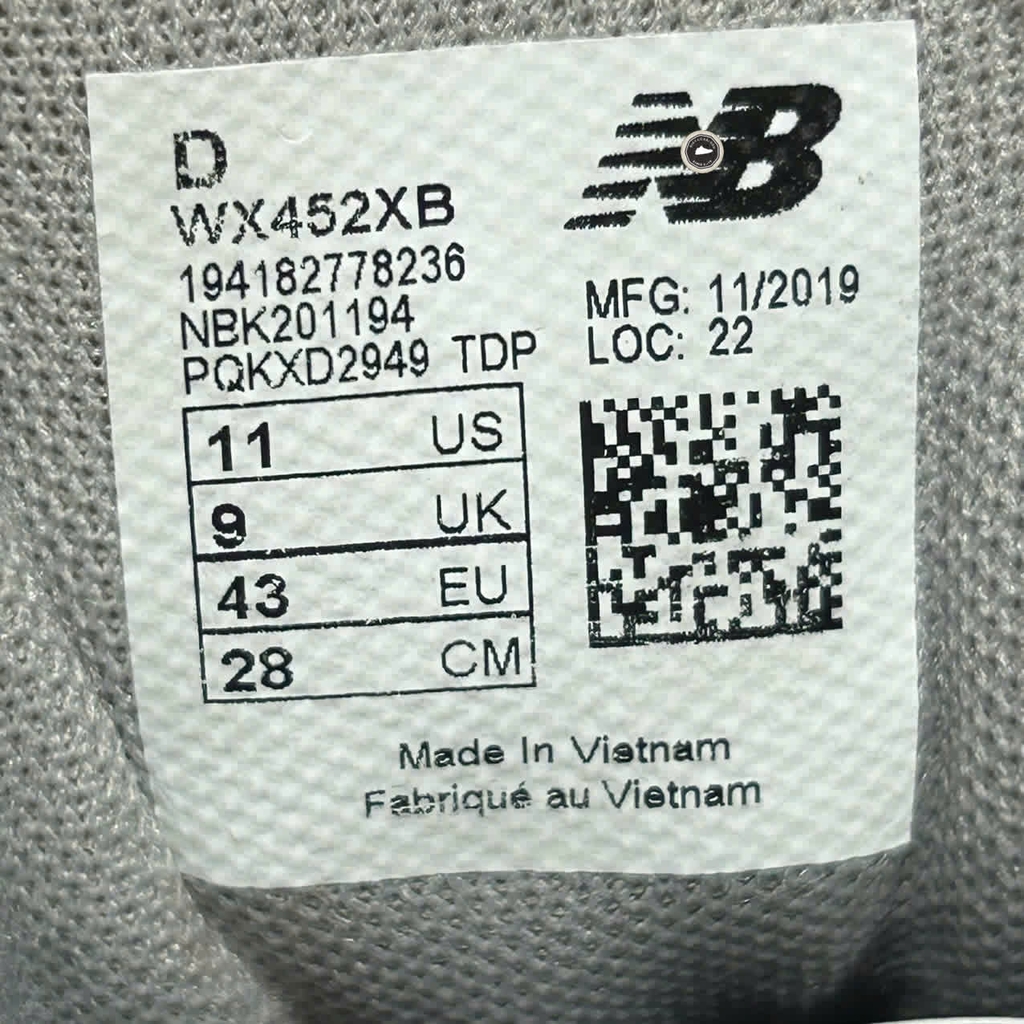 D
WX452XB
194182778236
NBK201194
PQKXD2949 TDP
11 US
9 UK
43 EU
28 CM
NB
MFG: 11/2019
LOC: 22
Made In Vietnam
Fabriqué au Vietnam